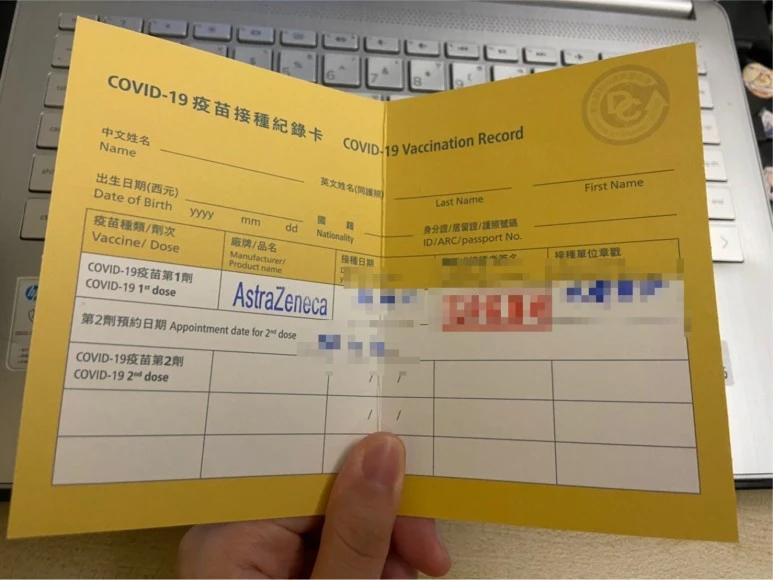 COVID-19 疫苗接種紀錄卡
COVID-19 Vaccination Record
中文姓名
Name
英文姓名(同護照)
Last Name
First Name
出生日期(西元)
Date of Birth yyyy mm dd
國 籍
Nationality
身分證/居留證/護照號碼
ID/ARC/passport No.
疫苗種類/劑次
Vaccine/ Dose
廠牌/品名
Manufacturer/
Product name
接種日期
接種單位章戳
COVID-19疫苗第1劑
COVID-19 1st dose
AstraZeneca
第2劑預約日期 Appointment date for 2nd dose
COVID-19疫苗第2劑
COVID-19 2nd dose
/ /
/ /